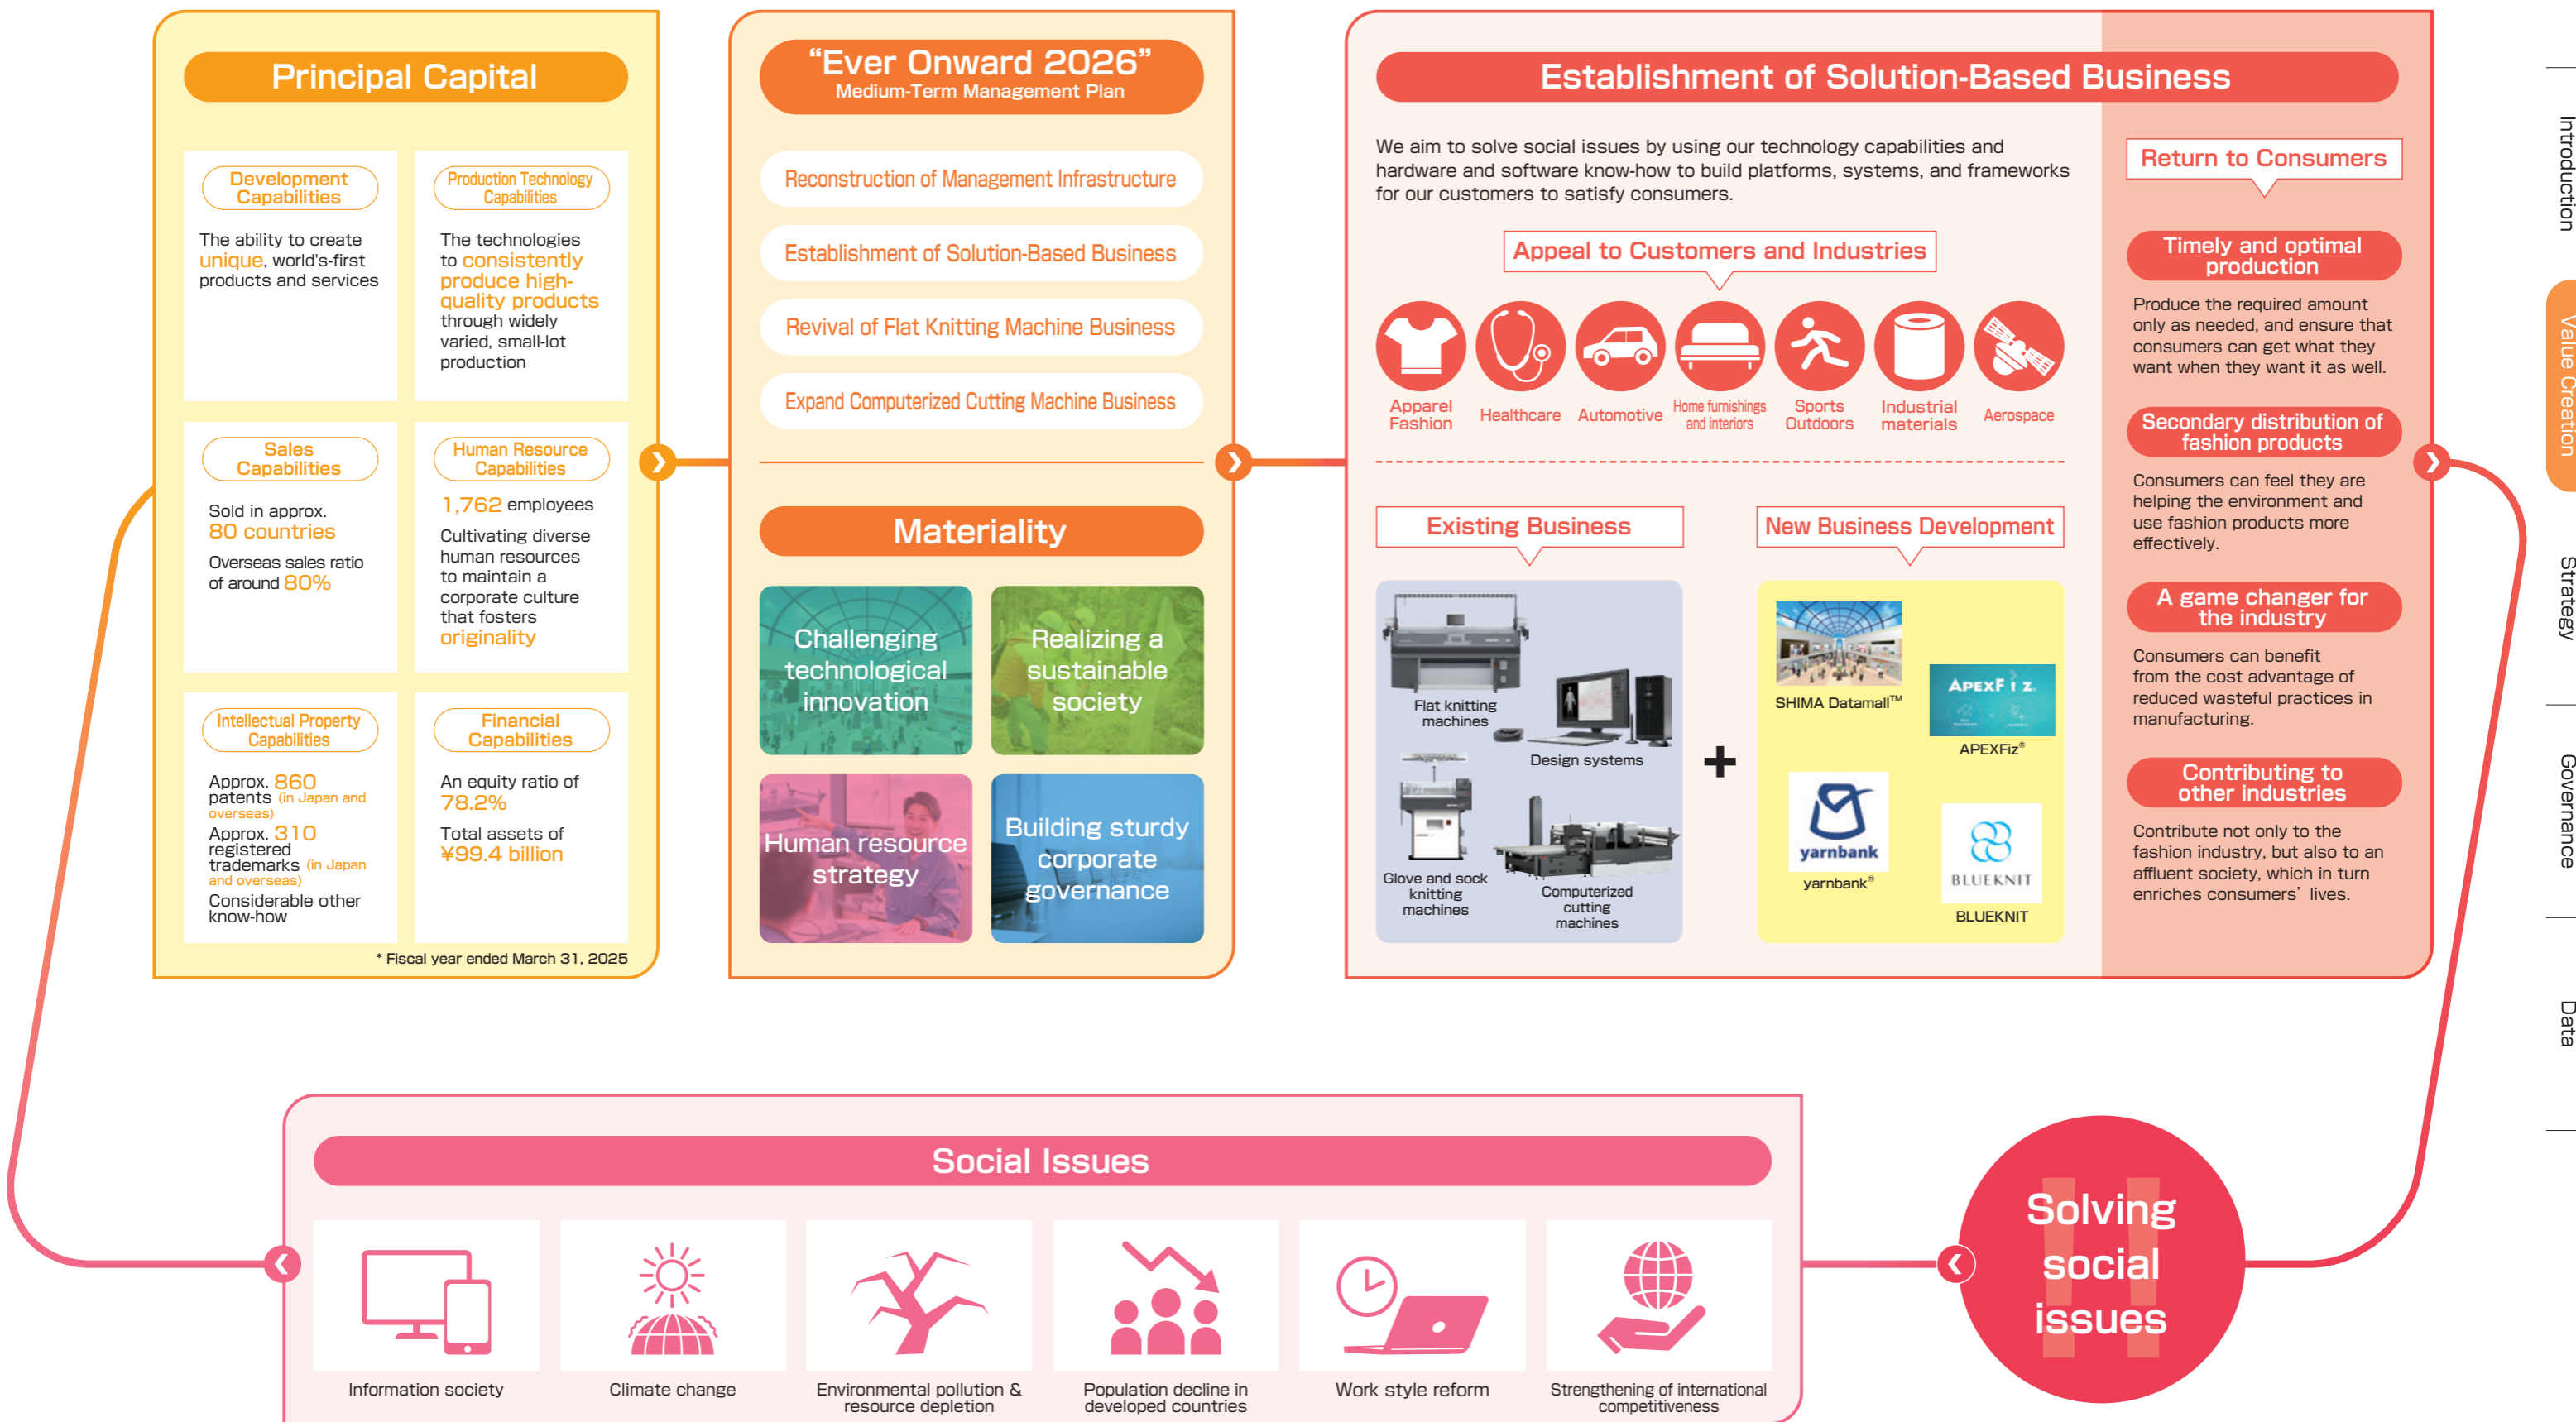 Principal Capital
Development
Capabilities
The ability to create
unique, world's-first
products and services
Production Technology
Capabilities
The technologies
to consistently
produce high-
quality products
through widely
varied, small-lot
production
Sales
Capabilities
Sold in approx.
80 countries
Overseas sales ratio
of around 80%
Human Resource
Capabilities
1,762 employees
Cultivating diverse
human resources
to maintain a
corporate culture
that fosters
originality
Intellectual Property
Capabilities
Approx. 860
patents (in Japan and
overseas)
Approx. 310
registered
trademarks (in Japan
and overseas)
Considerable other
know-how
Financial
Capabilities
An equity ratio of
78.2%
Total assets of
¥99.4 billion
* Fiscal year ended March 31, 2025
“Ever Onward 2026”
Medium-Term Management Plan
Reconstruction of Management Infrastructure
Establishment of Solution-Based Business
Revival of Flat Knitting Machine Business
Expand Computerized Cutting Machine Business
Materiality
Challenging
technological
innovation
Realizing a
sustainable
society
Human resource
strategy
Building sturdy
corporate
governance
Establishment of Solution-Based Business
We aim to solve social issues by using our technology capabilities and
hardware and software know-how to build platforms, systems, and frameworks
for our customers to satisfy consumers.
Appeal to Customers and Industries
Apparel
Fashion
Healthcare
Automotive
Home furnishings
and interiors
Sports
Outdoors
Industrial
materials
Aerospace
Existing Business
Flat knitting
machines
Design systems
Glove and sock
knitting
machines
Computerized
cutting
machines
+
New Business Development
SHIMA Datamall™
APEXFiz.
APEXFiz®
yarnbank
yarnbank®
BLUEKNIT
BLUEKNIT
Return to Consumers
Timely and optimal
production
Produce the required amount
only as needed, and ensure that
consumers can get what they
want when they want it as well.
Secondary distribution of
fashion products
Consumers can feel they are
helping the environment and
use fashion products more
effectively.
A game changer for
the industry
Consumers can benefit
from the cost advantage of
reduced wasteful practices in
manufacturing.
Contributing to
other industries
Contribute not only to the
fashion industry, but also to an
affluent society, which in turn
enriches consumers’ lives.
Introduction
Value Creation
Strategy
Governance
Data
Social Issues
Information society
Climate change
Environmental pollution &
resource depletion
Population decline in
developed countries
Work style reform
Strengthening of international
competitiveness
Solving
social
issues